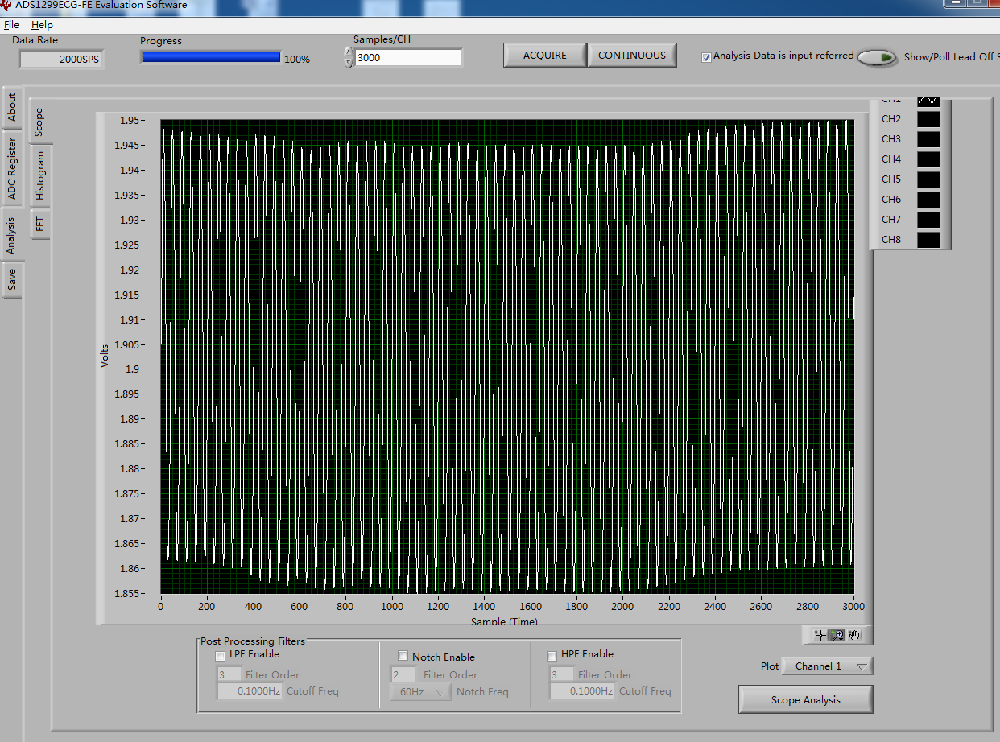 ADS1299ECG-FE Evaluation Software
File Help
Data Rate
2000SPS
Progress
100%
Samples/CH
3000
ACQUIRE
CONTINUOUS
Analysis Data is input referred
Show/Poll Lead Off S
About
ADC Register
Analysis
Save
Scope
Histogram
FFT
Volts
1.95
1.945
1.94
1.935
1.93
1.925
1.92
1.915
1.91
1.905
1.9
1.895
1.89
1.885
1.88
1.875
1.87
1.865
1.86
1.855
0 200 400 600 800 1000 1200 1400 1600 1800 2000 2200 2400 2600 2800 3000
Sample (Time)
CH1
CH2
CH3
CH4
CH5
CH6
CH7
CH8
Post Processing Filters
LPF Enable
3 Filter Order
0.1000Hz Cutoff Freq
Notch Enable
2 Filter Order
60Hz Notch Freq
HPF Enable
3 Filter Order
0.1000Hz Cutoff Freq
Plot Channel 1
Scope Analysis